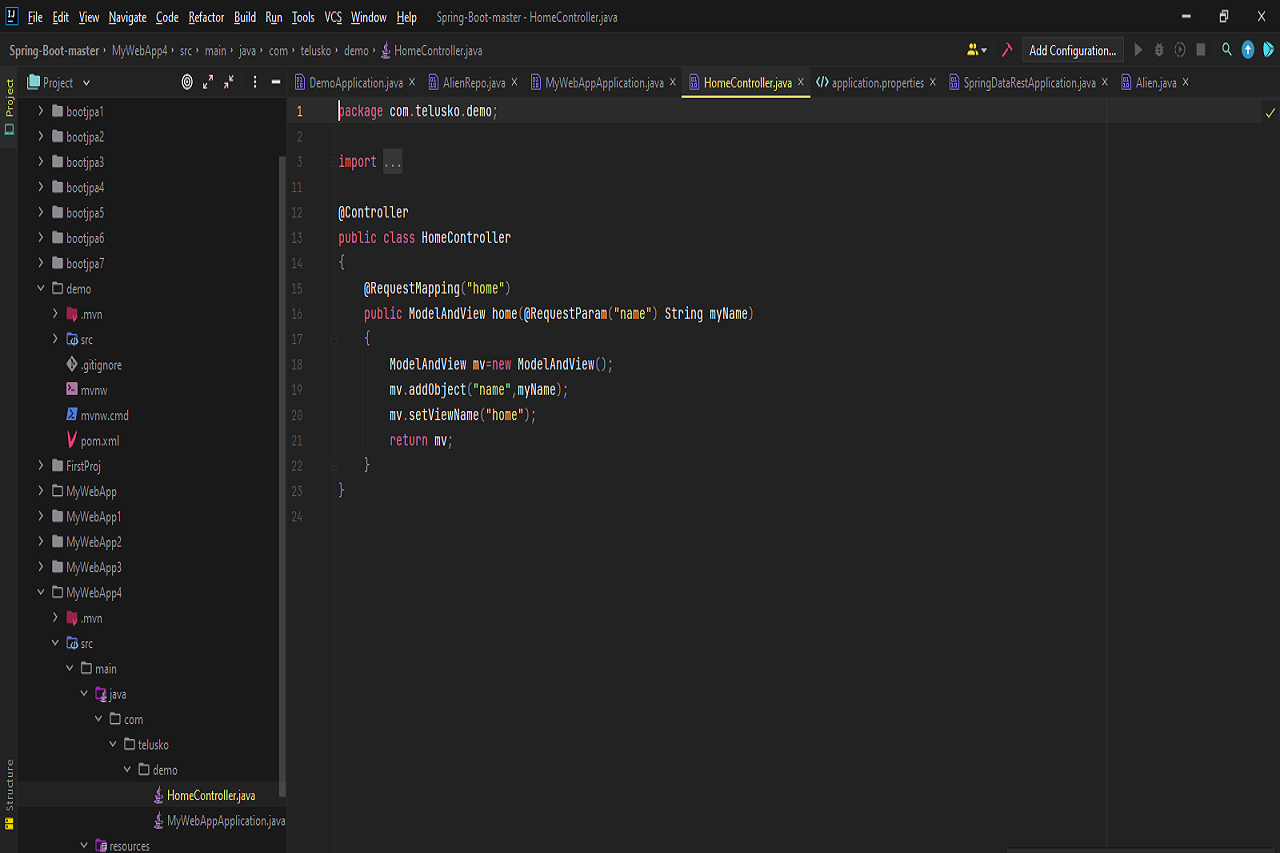 File Edit View Navigate Code Refactor Build Run Tools VCS Window Help Spring-Boot-master - HomeController.java
Spring-Boot-master › MyWebApp4 › src › main › java › com › telusko › demo › HomeController.java Add Configuration...
Project DemoApplication.java × AlienRepo.java × MyWebAppApplication.java × HomeController.java × application.properties × SpringDataRestApplication.java × Alien.java ×
Project
bootjpa1
bootjpa2
bootjpa3
bootjpa4
bootjpa5
bootjpa6
bootjpa7
demo
.mvn
src
.gitignore
mvnw
mvnw.cmd
pom.xml
FirstProj
MyWebApp
MyWebApp1
MyWebApp2
MyWebApp3
MyWebApp4
.mvn
src
main
java
com
telusko
demo
HomeController.java
MyWebAppApplication.java
resources
Structure
1 package com.telusko.demo;
2
3 import ...
11
12 @Controller
13 public class HomeController
14 {
15 @RequestMapping("home")
16 public ModelAndView home(@RequestParam("name") String myName)
17 {
18 ModelAndView mv=new ModelAndView();
19 mv.addObject("name",myName);
20 mv.setViewName("home");
21 return mv;
22 }
23 }
24